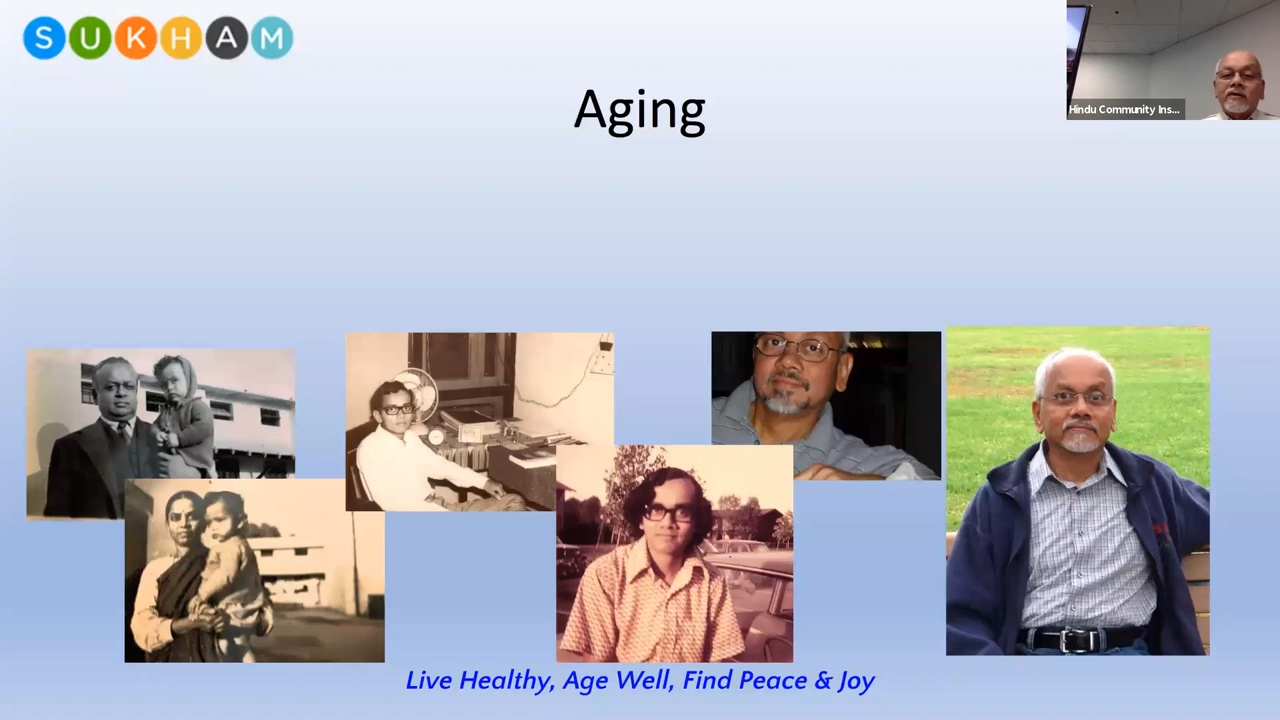 SUKHAM
Hindu Community Ins...
Aging
Live Healthy, Age Well, Find Peace & Joy